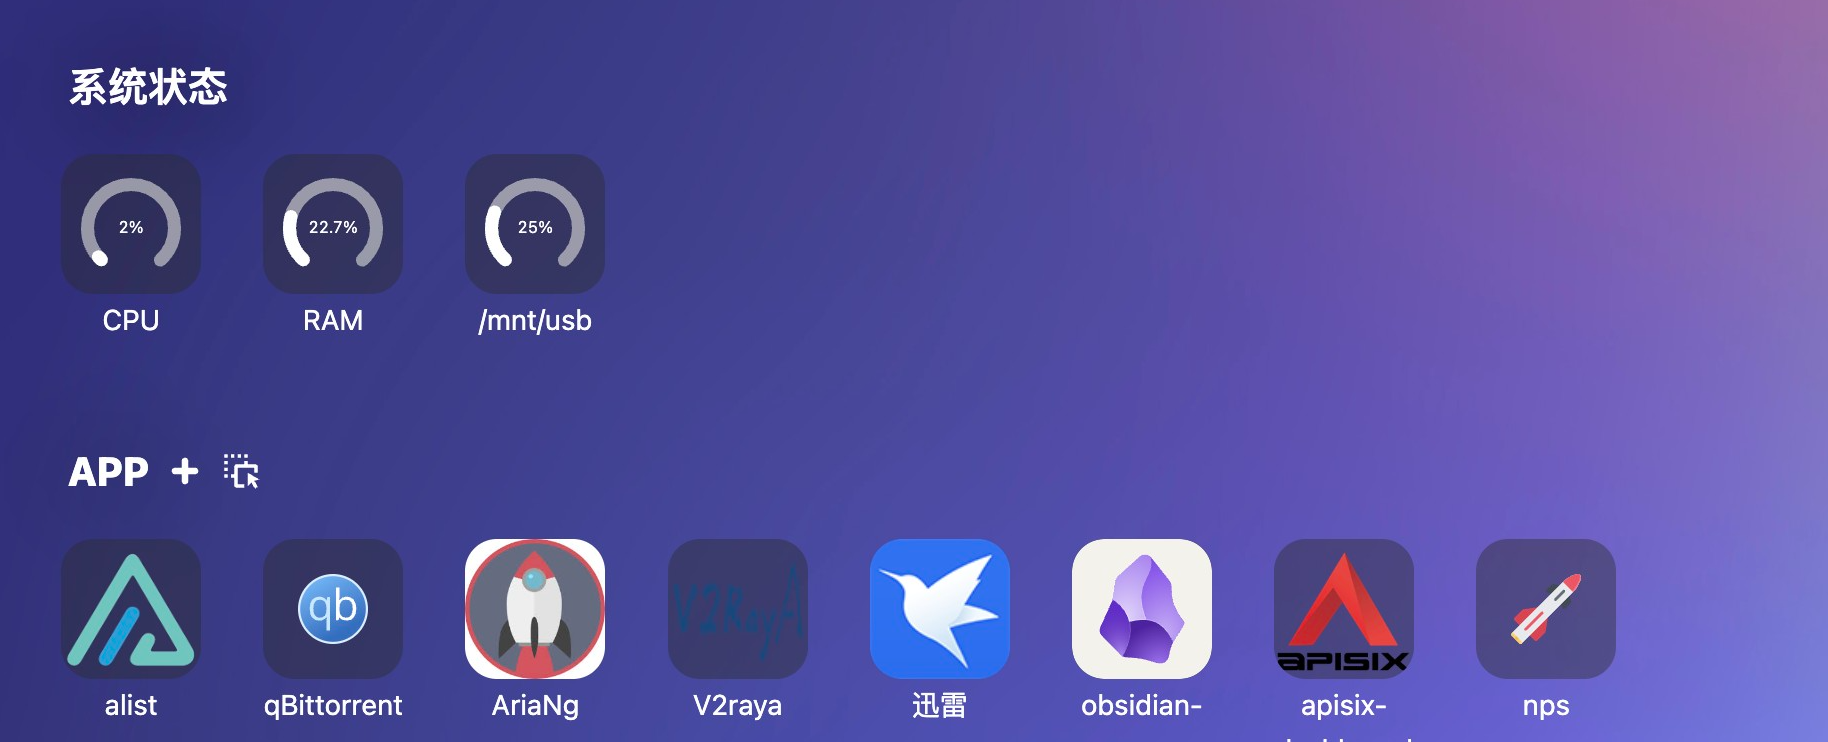 系统状态
2%
22.7%
25%
CPU
RAM
/mnt/usb
APP
qb
V2RayA
APISIX
alist
qBittorrent
AriaNg
V2raya
迅雷
obsidian-
apisix-
nps